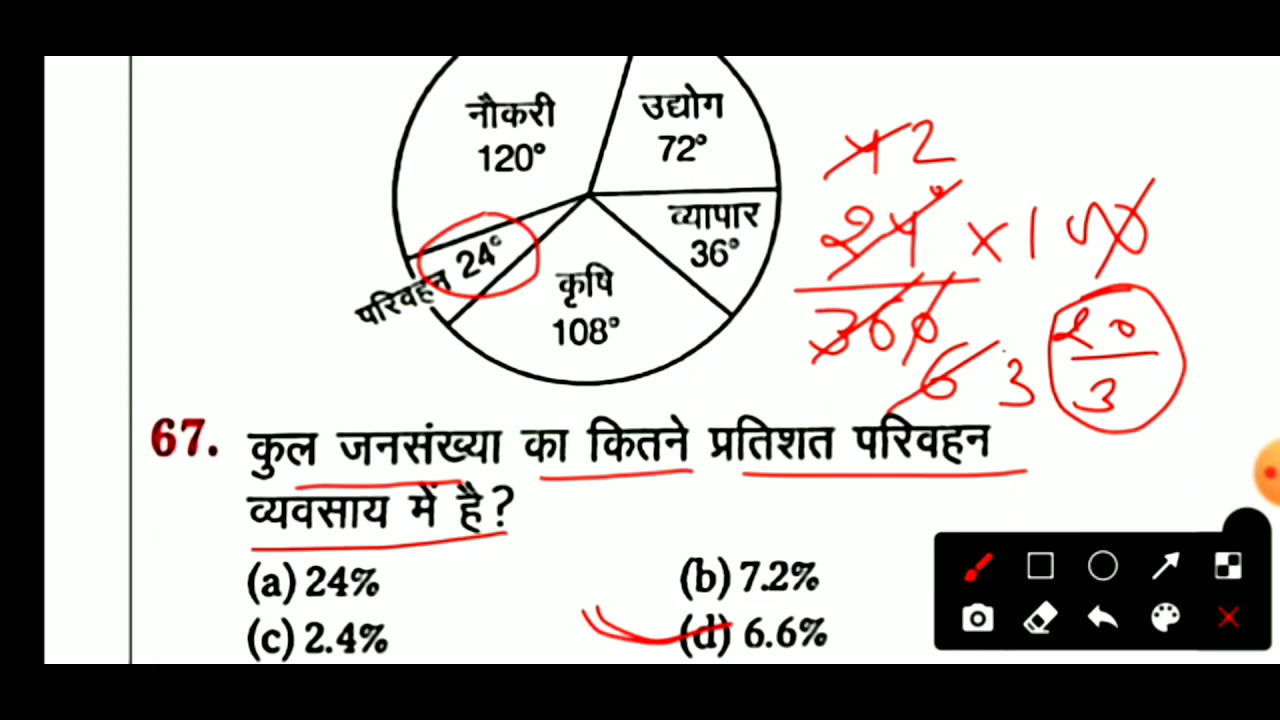 नौकरी
120°
उद्योग
72°
व्यापार
36°
परिवहन 24°
कृषि
108°
2
24° × 100
360
6 3
20
3
67. कुल जनसंख्या का कितने प्रतिशत परिवहन
व्यवसाय में है?
(a) 24% (b) 7.2%
(c) 2.4% (d) 6.6%